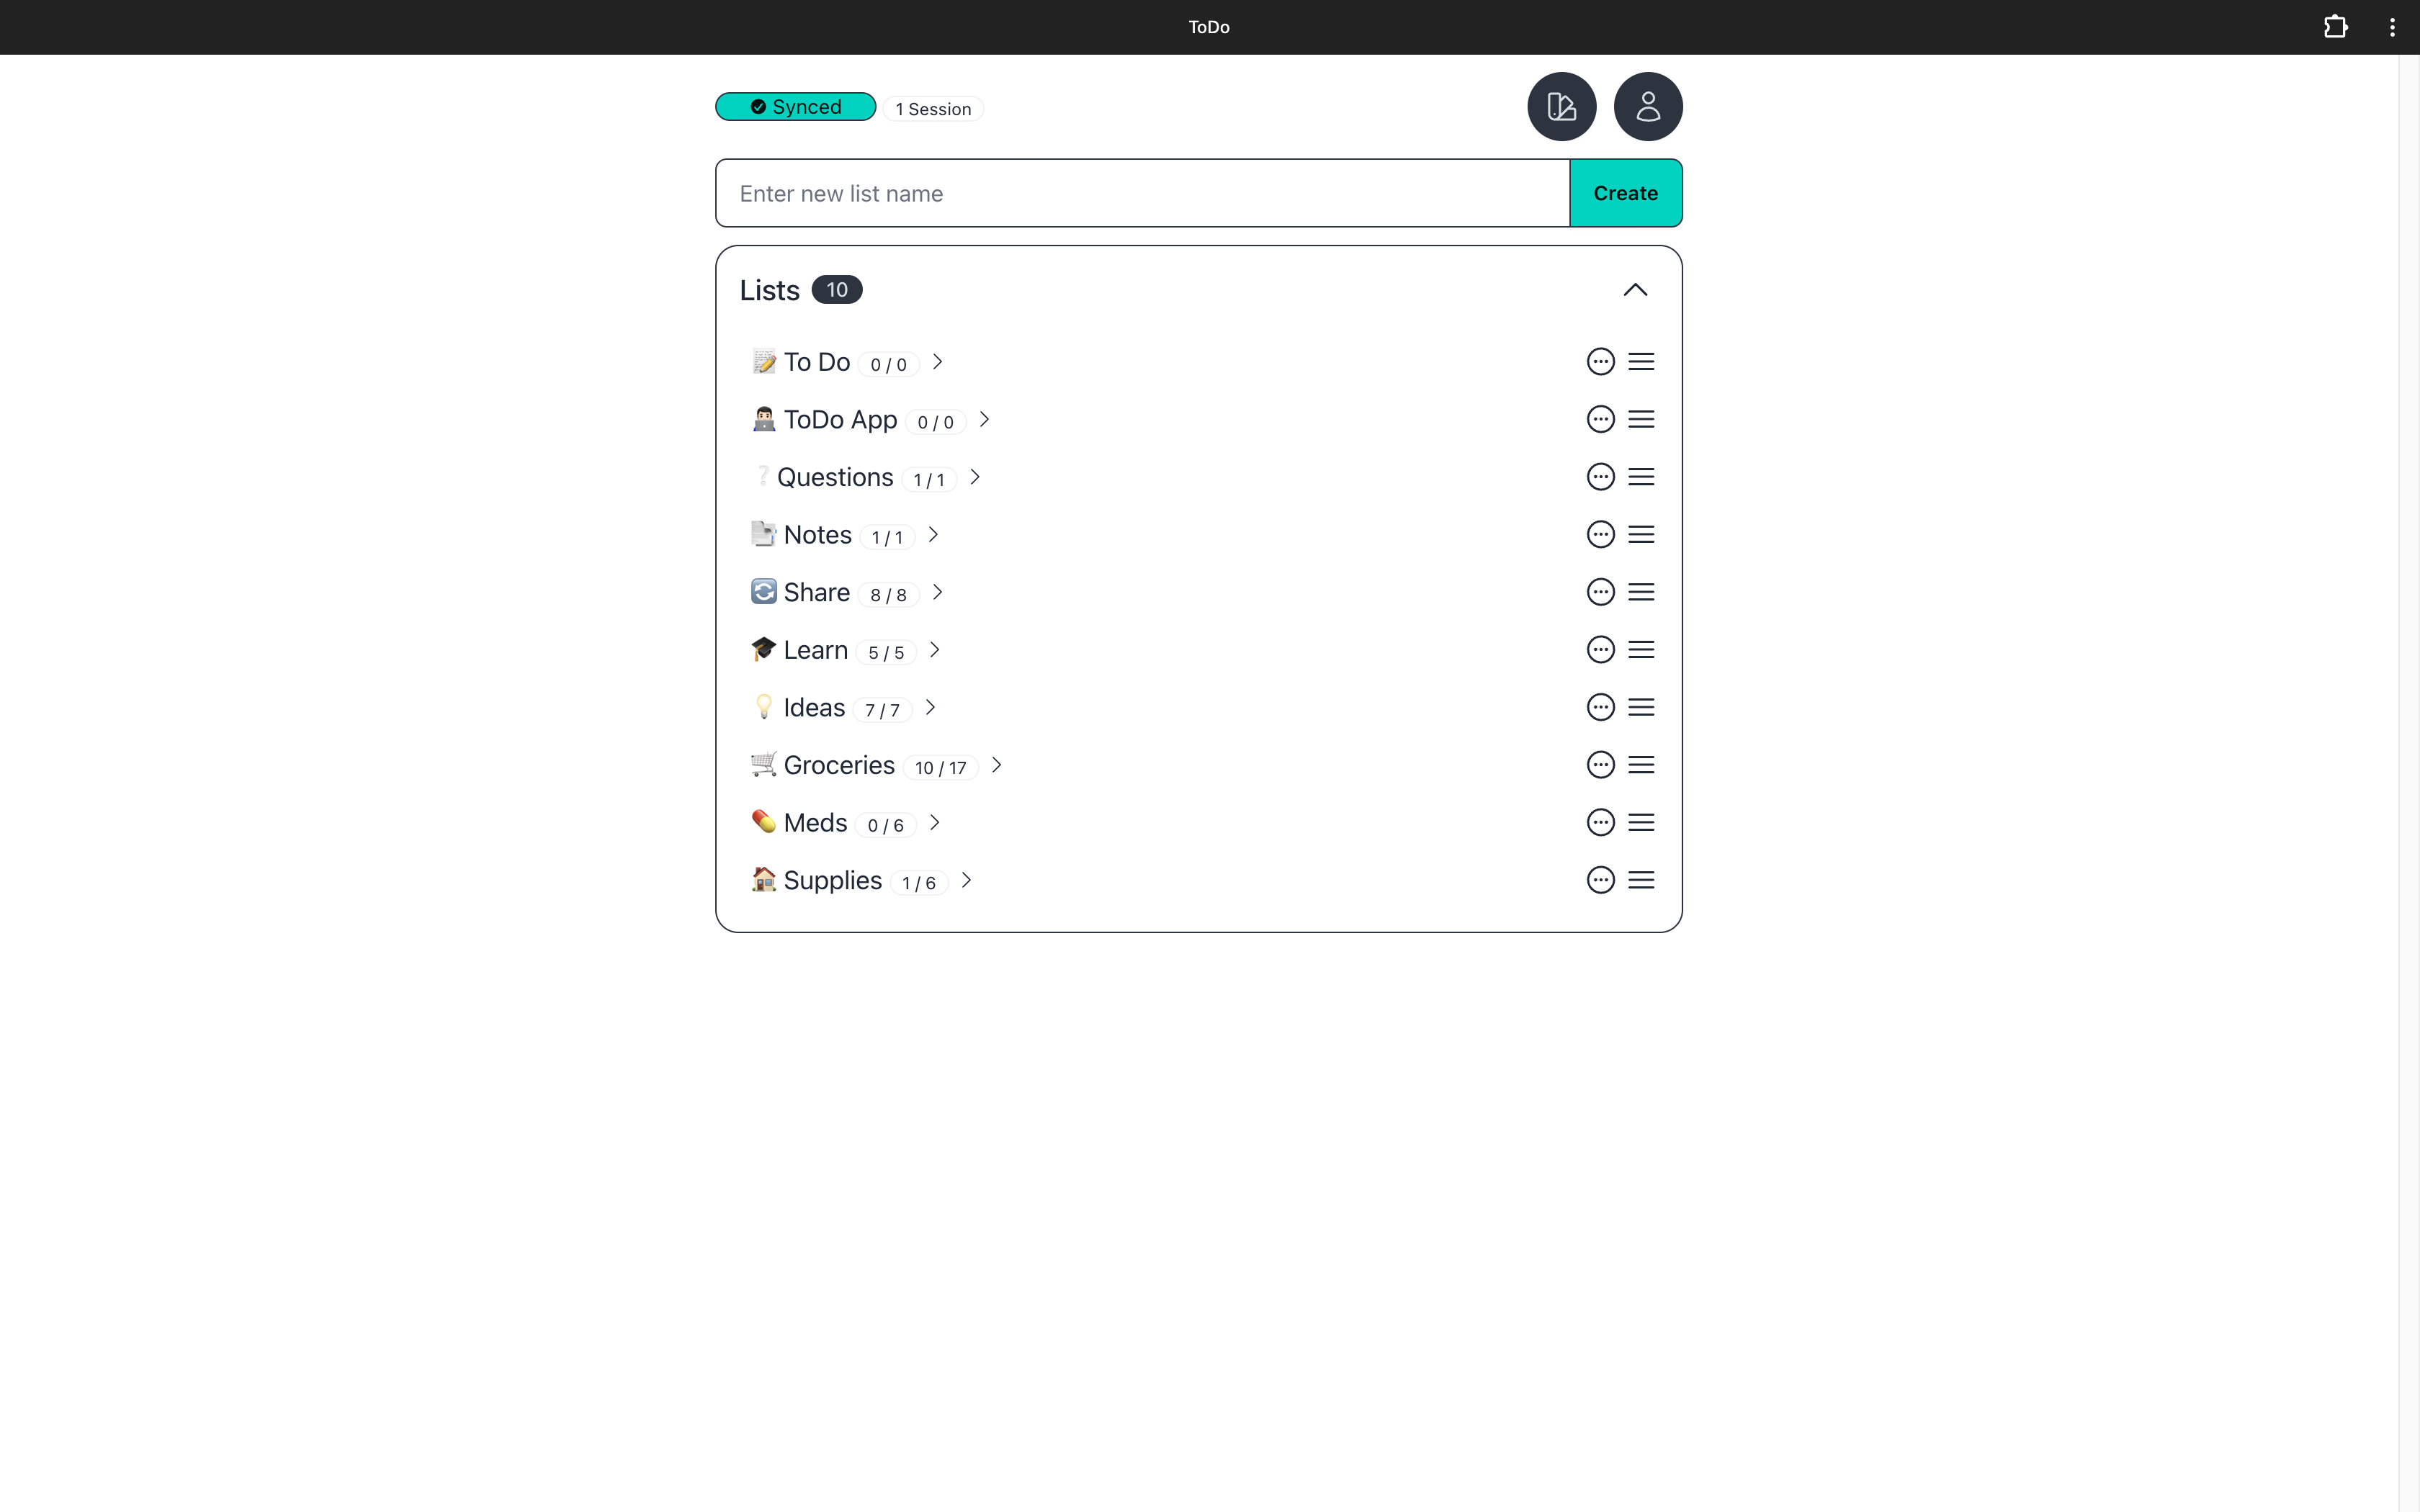 ToDo
Synced 1 Session
Enter new list name Create
Lists 10
To Do 0 / 0
ToDo App 0 / 0
Questions 1 / 1
Notes 1 / 1
Share 8 / 8
Learn 5 / 5
Ideas 7 / 7
Groceries 10 / 17
Meds 0 / 6
Supplies 1 / 6